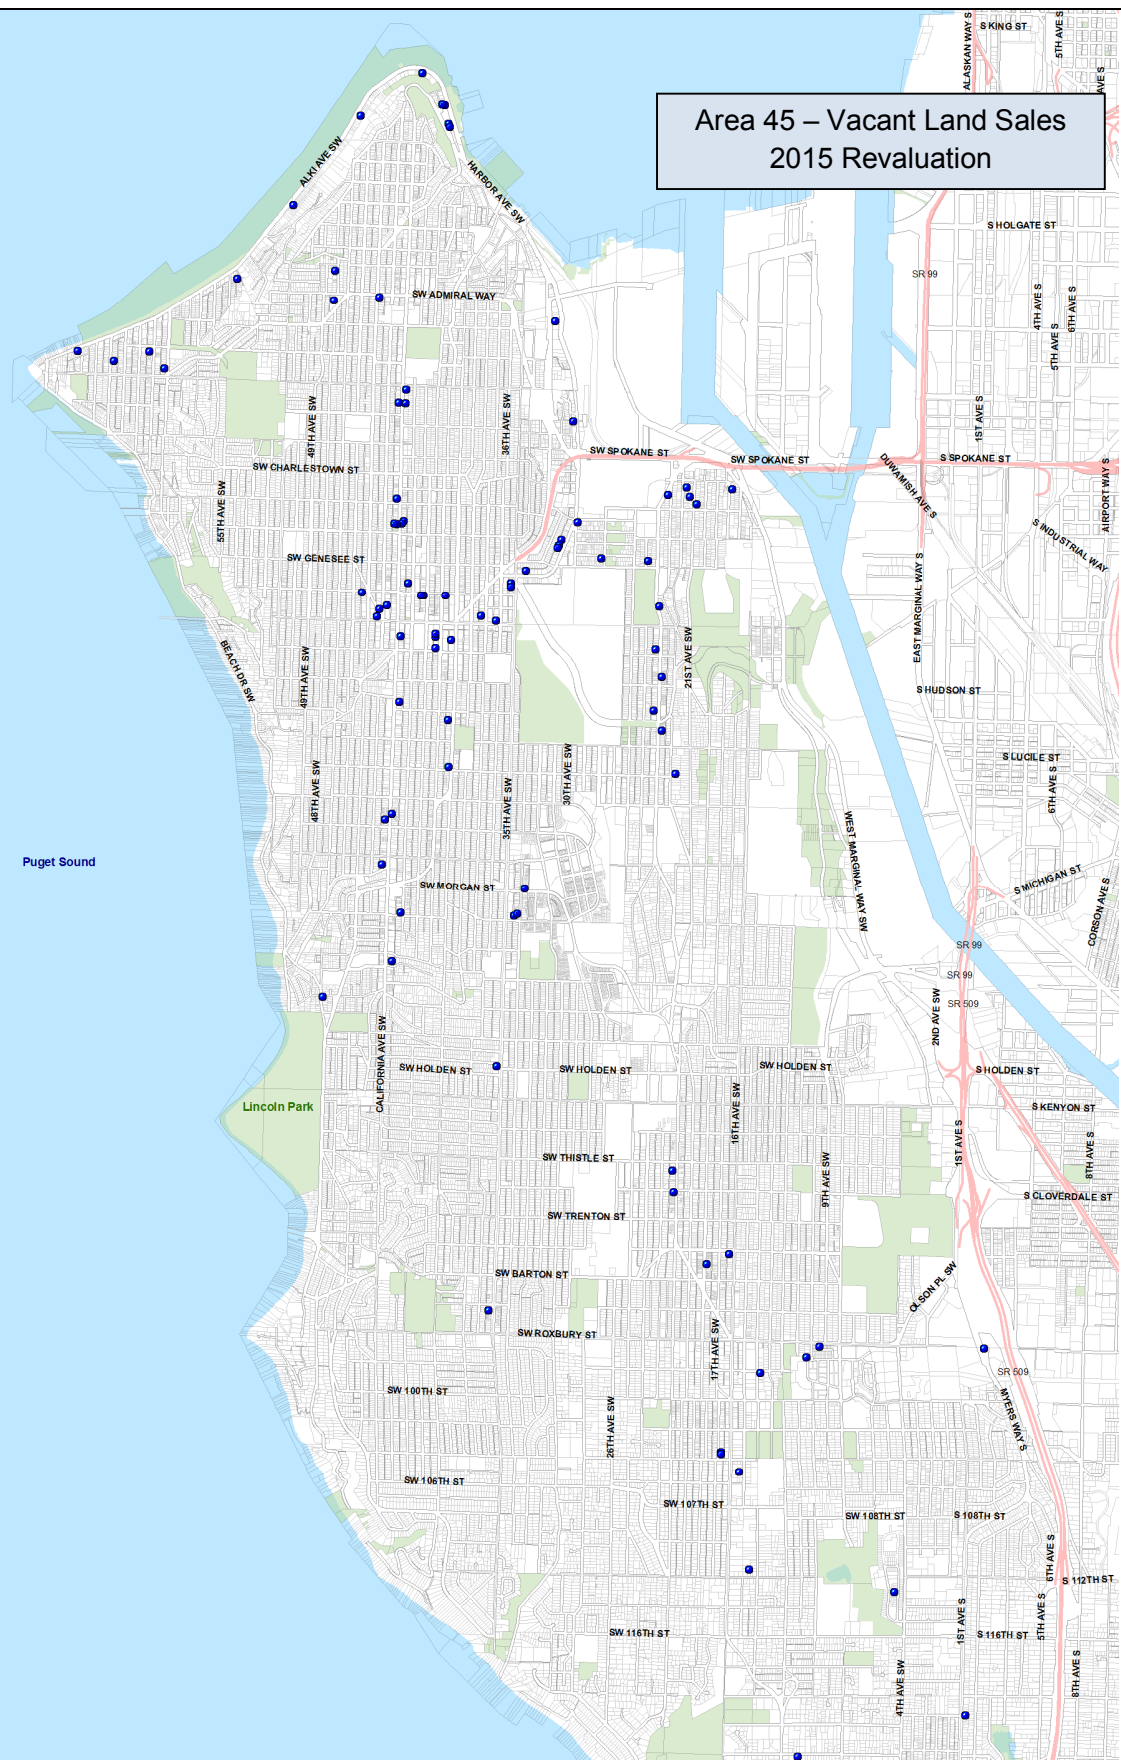 S KING ST
ALASKAN WAY S
5TH AVE S
AVE S
Area 45 – Vacant Land Sales
2015 Revaluation
ALKI AVE SW
HARBOR AVE SW
S HOLGATE ST
SR 99
SW ADMIRAL WAY
4TH AVE S
6TH AVE S
5TH AVE S
49TH AVE SW
36TH AVE SW
1ST AVE S
SW SPOKANE ST
SW SPOKANE ST
S SPOKANE ST
SW CHARLESTOWN ST
DUWAMISH AVE S
AIRPORT WAY S
55TH AVE SW
S INDUSTRIAL WAY
SW GENESEE ST
EAST MARGINAL WAY S
BEACH DR SW
49TH AVE SW
21ST AVE SW
S HUDSON ST
48TH AVE SW
30TH AVE SW
S LUCILE ST
6TH AVE S
35TH AVE SW
WEST MARGINAL WAY SW
Puget Sound
SW MORGAN ST
S MICHIGAN ST
CORSON AVE S
SR 99
SR 99
SR 509
2ND AVE SW
CALIFORNIA AVE SW
SW HOLDEN ST
SW HOLDEN ST
SW HOLDEN ST
S HOLDEN ST
Lincoln Park
16TH AVE SW
S KENYON ST
1ST AVE S
8TH AVE S
SW THISTLE ST
9TH AVE SW
S CLOVERDALE ST
SW TRENTON ST
SW BARTON ST
OLSON PL SW
SW ROXBURY ST
17TH AVE SW
SR 509
SW 100TH ST
MYERS WAY S
26TH AVE SW
SW 106TH ST
SW 107TH ST
SW 108TH ST
S 108TH ST
6TH AVE S
S 112TH ST
5TH AVE S
1ST AVE S
SW 116TH ST
S 116TH ST
4TH AVE SW
8TH AVE S